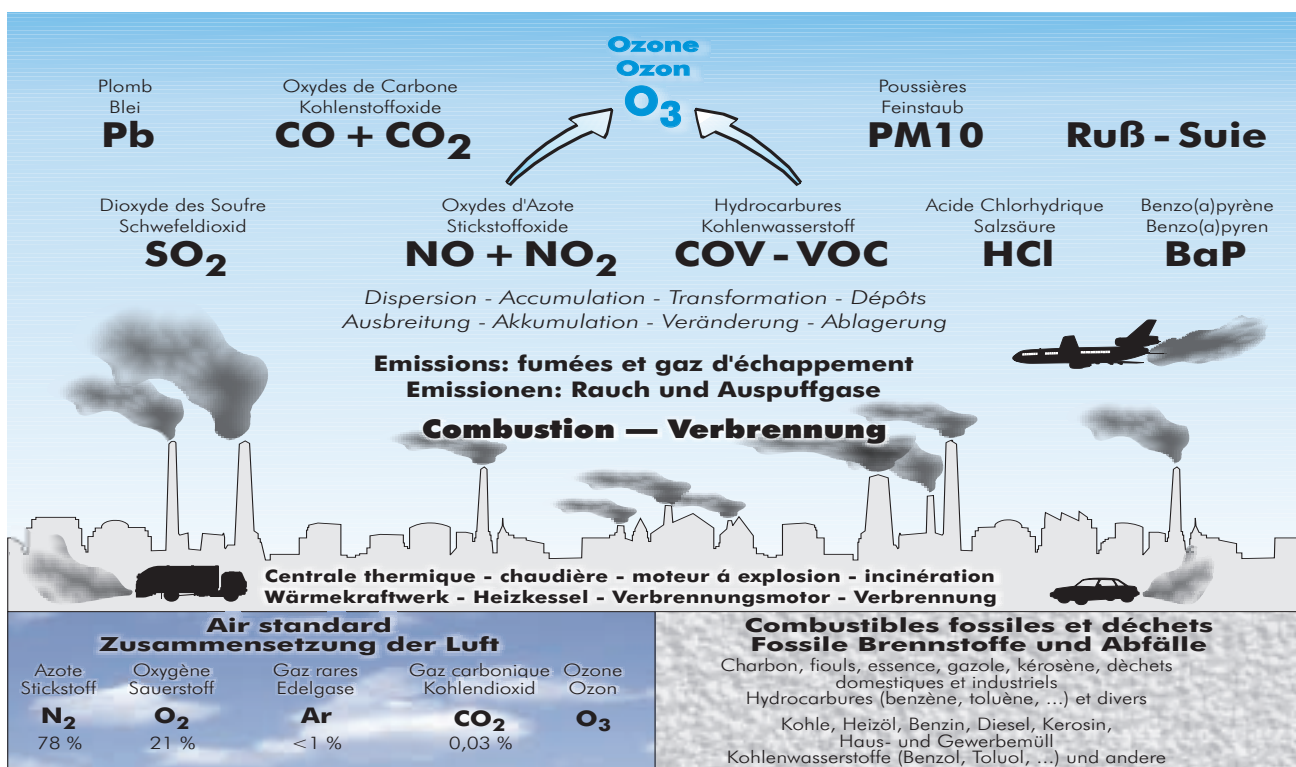 Ozone
Ozon
O₃
Plomb
Blei
Pb
Oxydes de Carbone
Kohlenstoffoxide
CO + CO₂
Poussières
Feinstaub
PM10
Ruß - Suie
Dioxyde des Soufre
Schwefeldioxid
SO₂
Oxydes d'Azote
Stickstoffoxide
NO + NO₂
Hydrocarbures
Kohlenwasserstoff
COV - VOC
Acide Chlorhydrique
Salzsäure
HCl
Benzo(a)pyrène
Benzo(a)pyren
BaP
Dispersion - Accumulation - Transformation - Dépôts
Ausbreitung - Akkumulation - Veränderung - Ablagerung
Emissions: fumées et gaz d'échappement
Emissionen: Rauch und Auspuffgase
Combustion — Verbrennung
Centrale thermique - chaudière - moteur á explosion - incinération
Wärmekraftwerk - Heizkessel - Verbrennungsmotor - Verbrennung
Air standard
Zusammensetzung der Luft
Azote
Stickstoff
N₂
78 %
Oxygène
Sauerstoff
O₂
21 %
Gaz rares
Edelgase
Ar
<1 %
Gaz carbonique
Kohlendioxid
CO₂
0,03 %
Ozone
Ozon
O₃
Combustibles fossiles et déchets
Fossile Brennstoffe und Abfälle
Charbon, fiouls, essence, gazole, kérosène, dèchets
domestiques et industriels
Hydrocarbures (benzène, toluène, ...) et divers
Kohle, Heizöl, Benzin, Diesel, Kerosin,
Haus- und Gewerbemüll
Kohlenwasserstoffe (Benzol, Toluol, ...) und andere